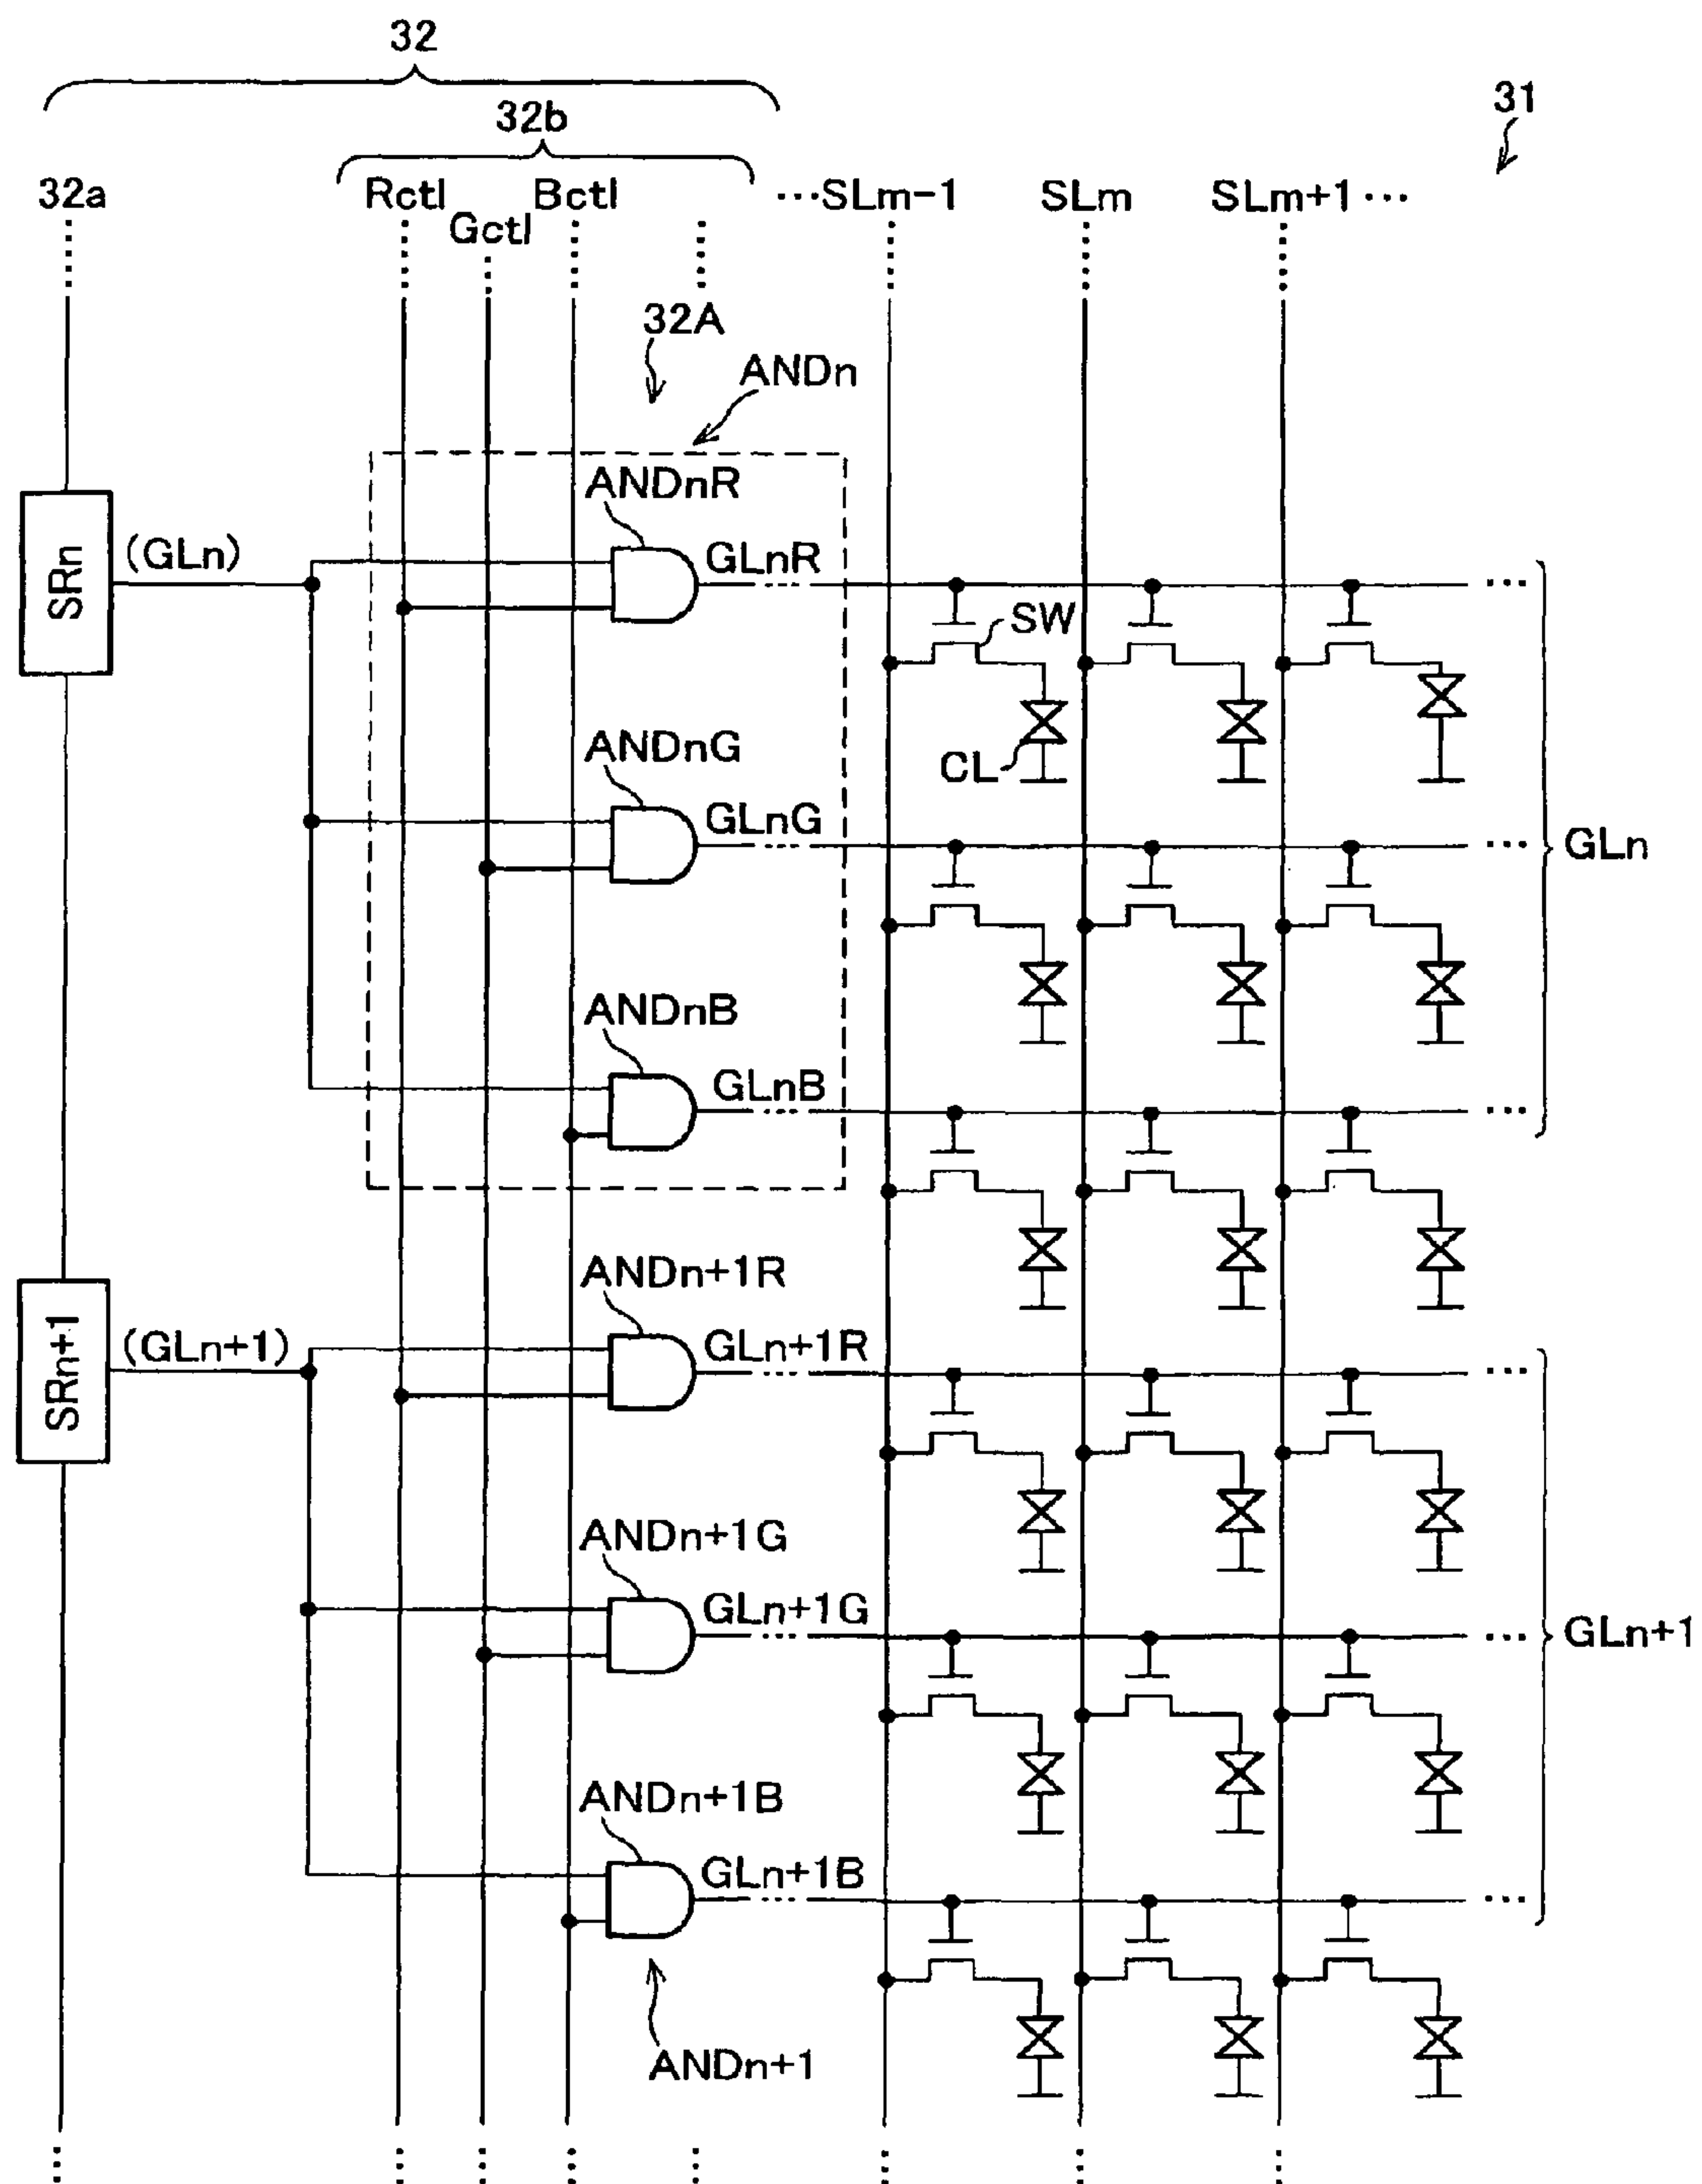 32
32b
31
32a
Rctl
Gctl
Bctl
...SLm-1
SLm
SLm+1...
32A
ANDn
ANDnR
SRn
(GLn)
GLnR
...
SW
CL
ANDnG
GLnG
...
GLn
ANDnB
GLnB
...
ANDn+1R
SRn+1
(GLn+1)
GLn+1R
...
ANDn+1G
GLn+1G
...
GLn+1
ANDn+1B
GLn+1B
...
ANDn+1